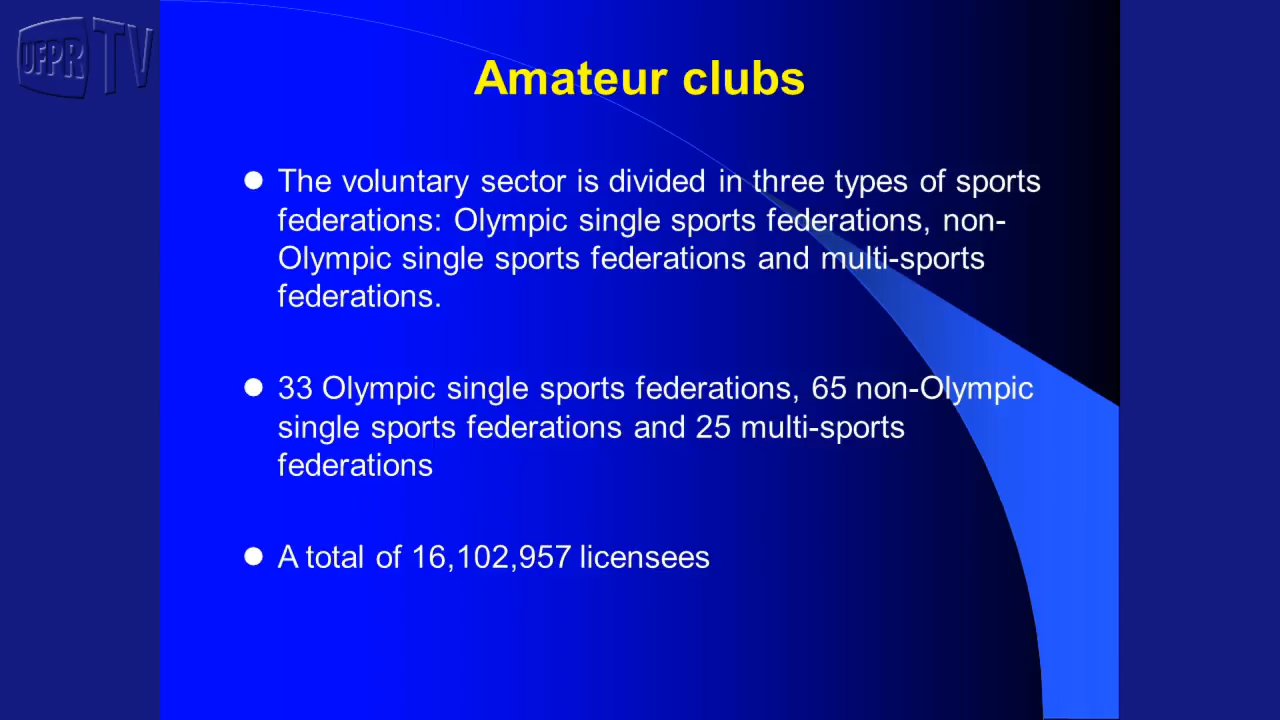 UFPR TV
Amateur clubs
The voluntary sector is divided in three types of sports
federations: Olympic single sports federations, non-
Olympic single sports federations and multi-sports
federations.
33 Olympic single sports federations, 65 non-Olympic
single sports federations and 25 multi-sports
federations
A total of 16,102,957 licensees